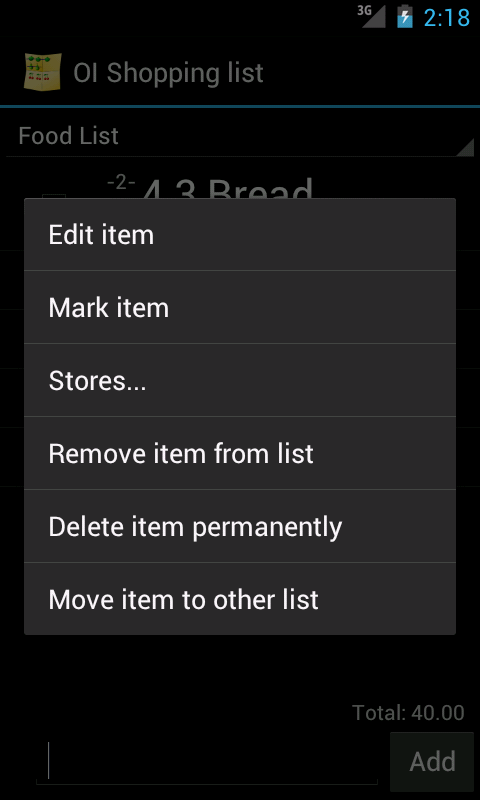 3G 2:18
OI Shopping list
Food List
-2- 4 3 Bread
Edit item
Mark item
Stores...
Remove item from list
Delete item permanently
Move item to other list
Total: 40.00
Add